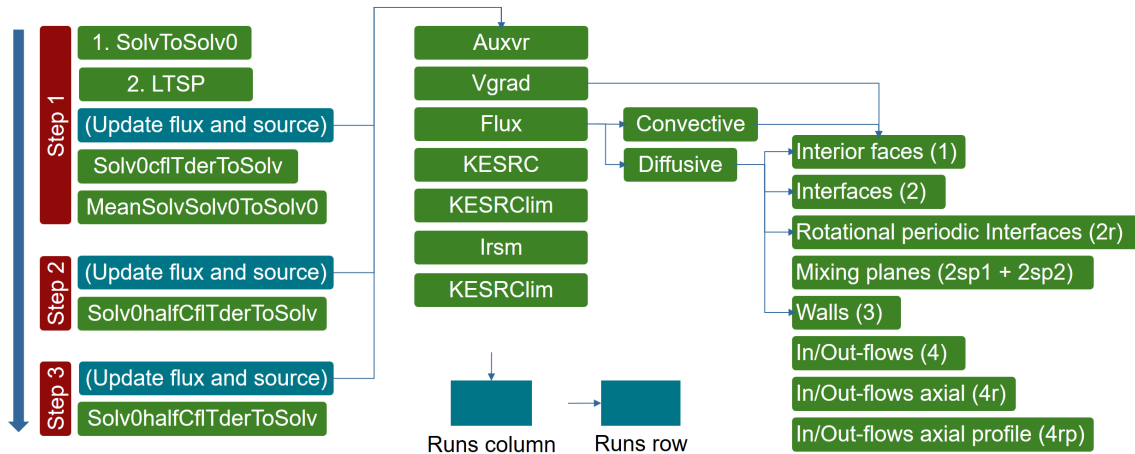 Step 1
1. SolvToSolv0
2. LTSP
(Update flux and source)
Solv0cflTderToSolv
MeanSolvSolv0ToSolv0
Step 2
(Update flux and source)
Solv0halfCflTderToSolv
Step 3
(Update flux and source)
Solv0halfCflTderToSolv
Auxvr
Vgrad
Flux
KESRC
KESRClim
Irsm
KESRClim
Runs column
Runs row
Convective
Diffusive
Interior faces (1)
Interfaces (2)
Rotational periodic Interfaces (2r)
Mixing planes (2sp1 + 2sp2)
Walls (3)
In/Out-flows (4)
In/Out-flows axial (4r)
In/Out-flows axial profile (4rp)